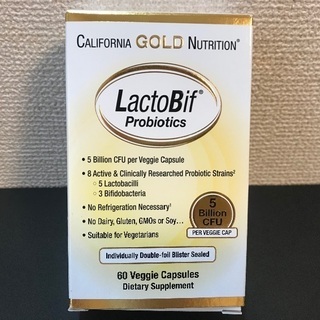 CALIFORNIA GOLD NUTRITION®
LactoBif®
Probiotics
• 5 Billion CFU per Veggie Capsule
• 8 Active & Clinically Researched Probiotic Strains‡
○ 5 Lactobacilli
○ 3 Bifidobacteria
• No Refrigeration Necessary†
• No Dairy, Gluten, GMOs or Soy...
• Suitable for Vegetarians
5
Billion
CFU
PER VEGGIE CAP
Individually Double-foil Blister Sealed
60 Veggie Capsules
Dietary Supplement